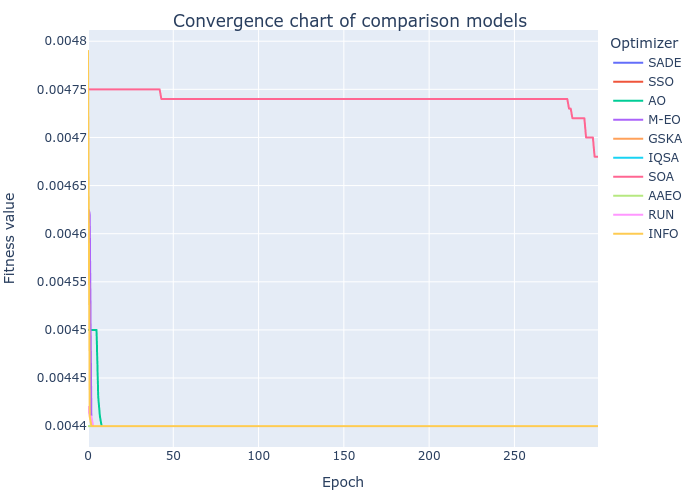 Convergence chart of comparison models
Fitness value
0.0048
0.00475
0.0047
0.00465
0.0046
0.00455
0.0045
0.00445
0.0044
0
50
100
150
200
250
Epoch
Optimizer
SADE
SSO
AO
M-EO
GSKA
IQSA
SOA
AAEO
RUN
INFO